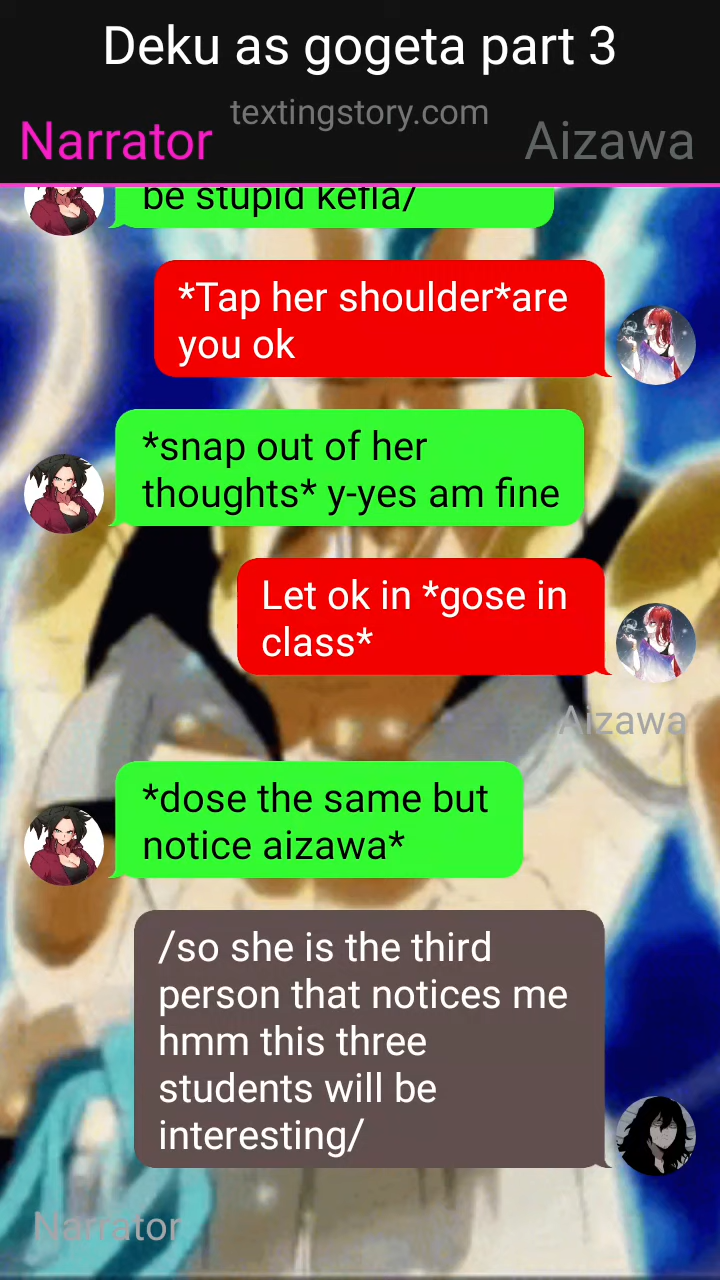 Deku as gogeta part 3
textingstory.com
Narrator
Aizawa
be stupid kefla/
*Tap her shoulder*are
you ok
*snap out of her
thoughts* y-yes am fine
Let ok in *gose in
class*
Aizawa
*dose the same but
notice aizawa*
/so she is the third
person that notices me
hmm this three
students will be
interesting/
Narrator